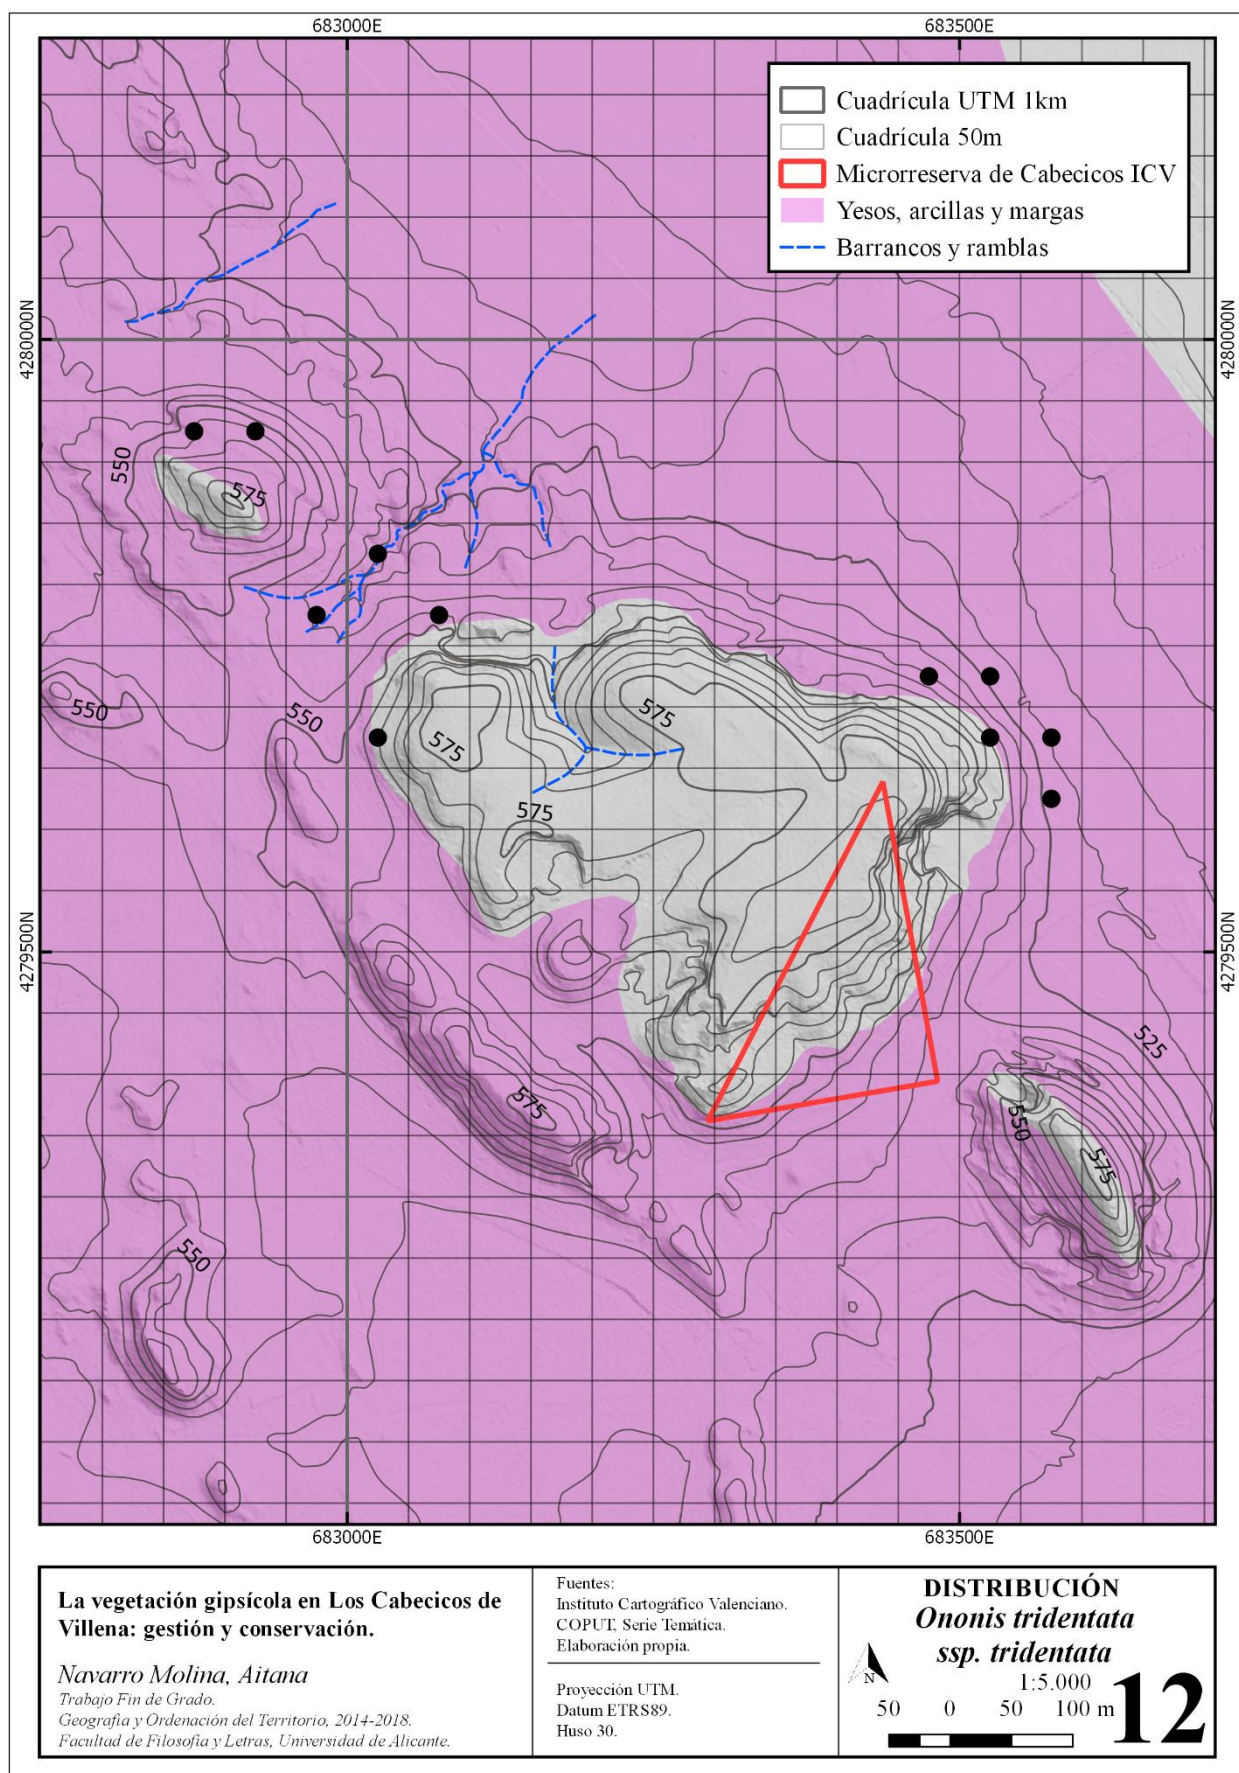 683000E
683500E
Cuadrícula UTM 1km
Cuadrícula 50m
Microrreserva de Cabecicos ICV
Yesos, arcillas y margas
Barrancos y ramblas
4280000N
4280000N
550
575
550
550
575
575
575
4279500N
4279500N
525
575
550
575
550
683000E
683500E
La vegetación gipsícola en Los Cabecicos de
Villena: gestión y conservación.
Navarro Molina, Aitana
Trabajo Fin de Grado.
Geografía y Ordenación del Territorio, 2014-2018.
Facultad de Filosofía y Letras, Universidad de Alicante.
Fuentes:
Instituto Cartográfico Valenciano.
COPUT, Serie Temática.
Elaboración propia.
Proyección UTM.
Datum ETRS89.
Huso 30.
DISTRIBUCIÓN
Ononis tridentata
ssp. tridentata
N
1:5.000
50 0 50 100 m
12